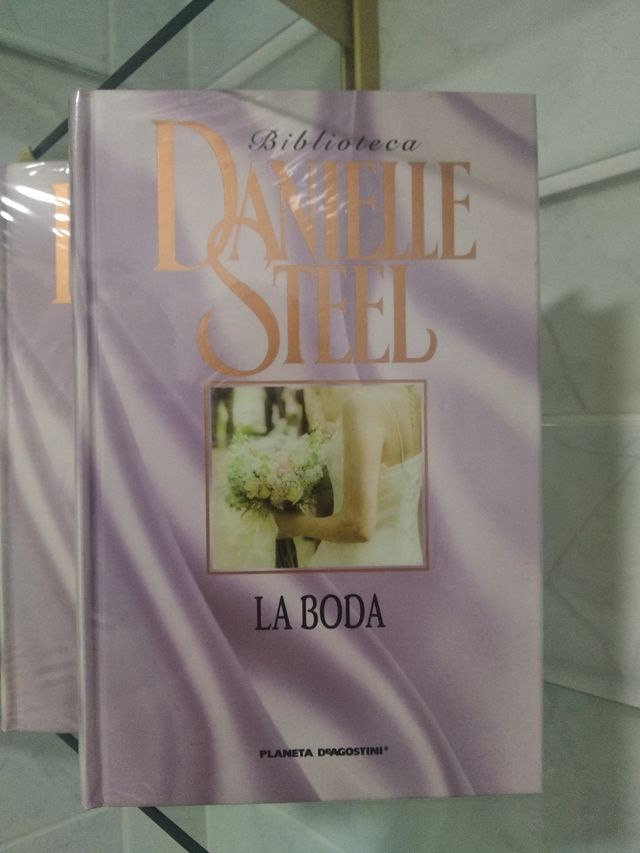 Biblioteca
DANIELLE
STEEL
LA BODA
PLANETA DEAGOSTINI®